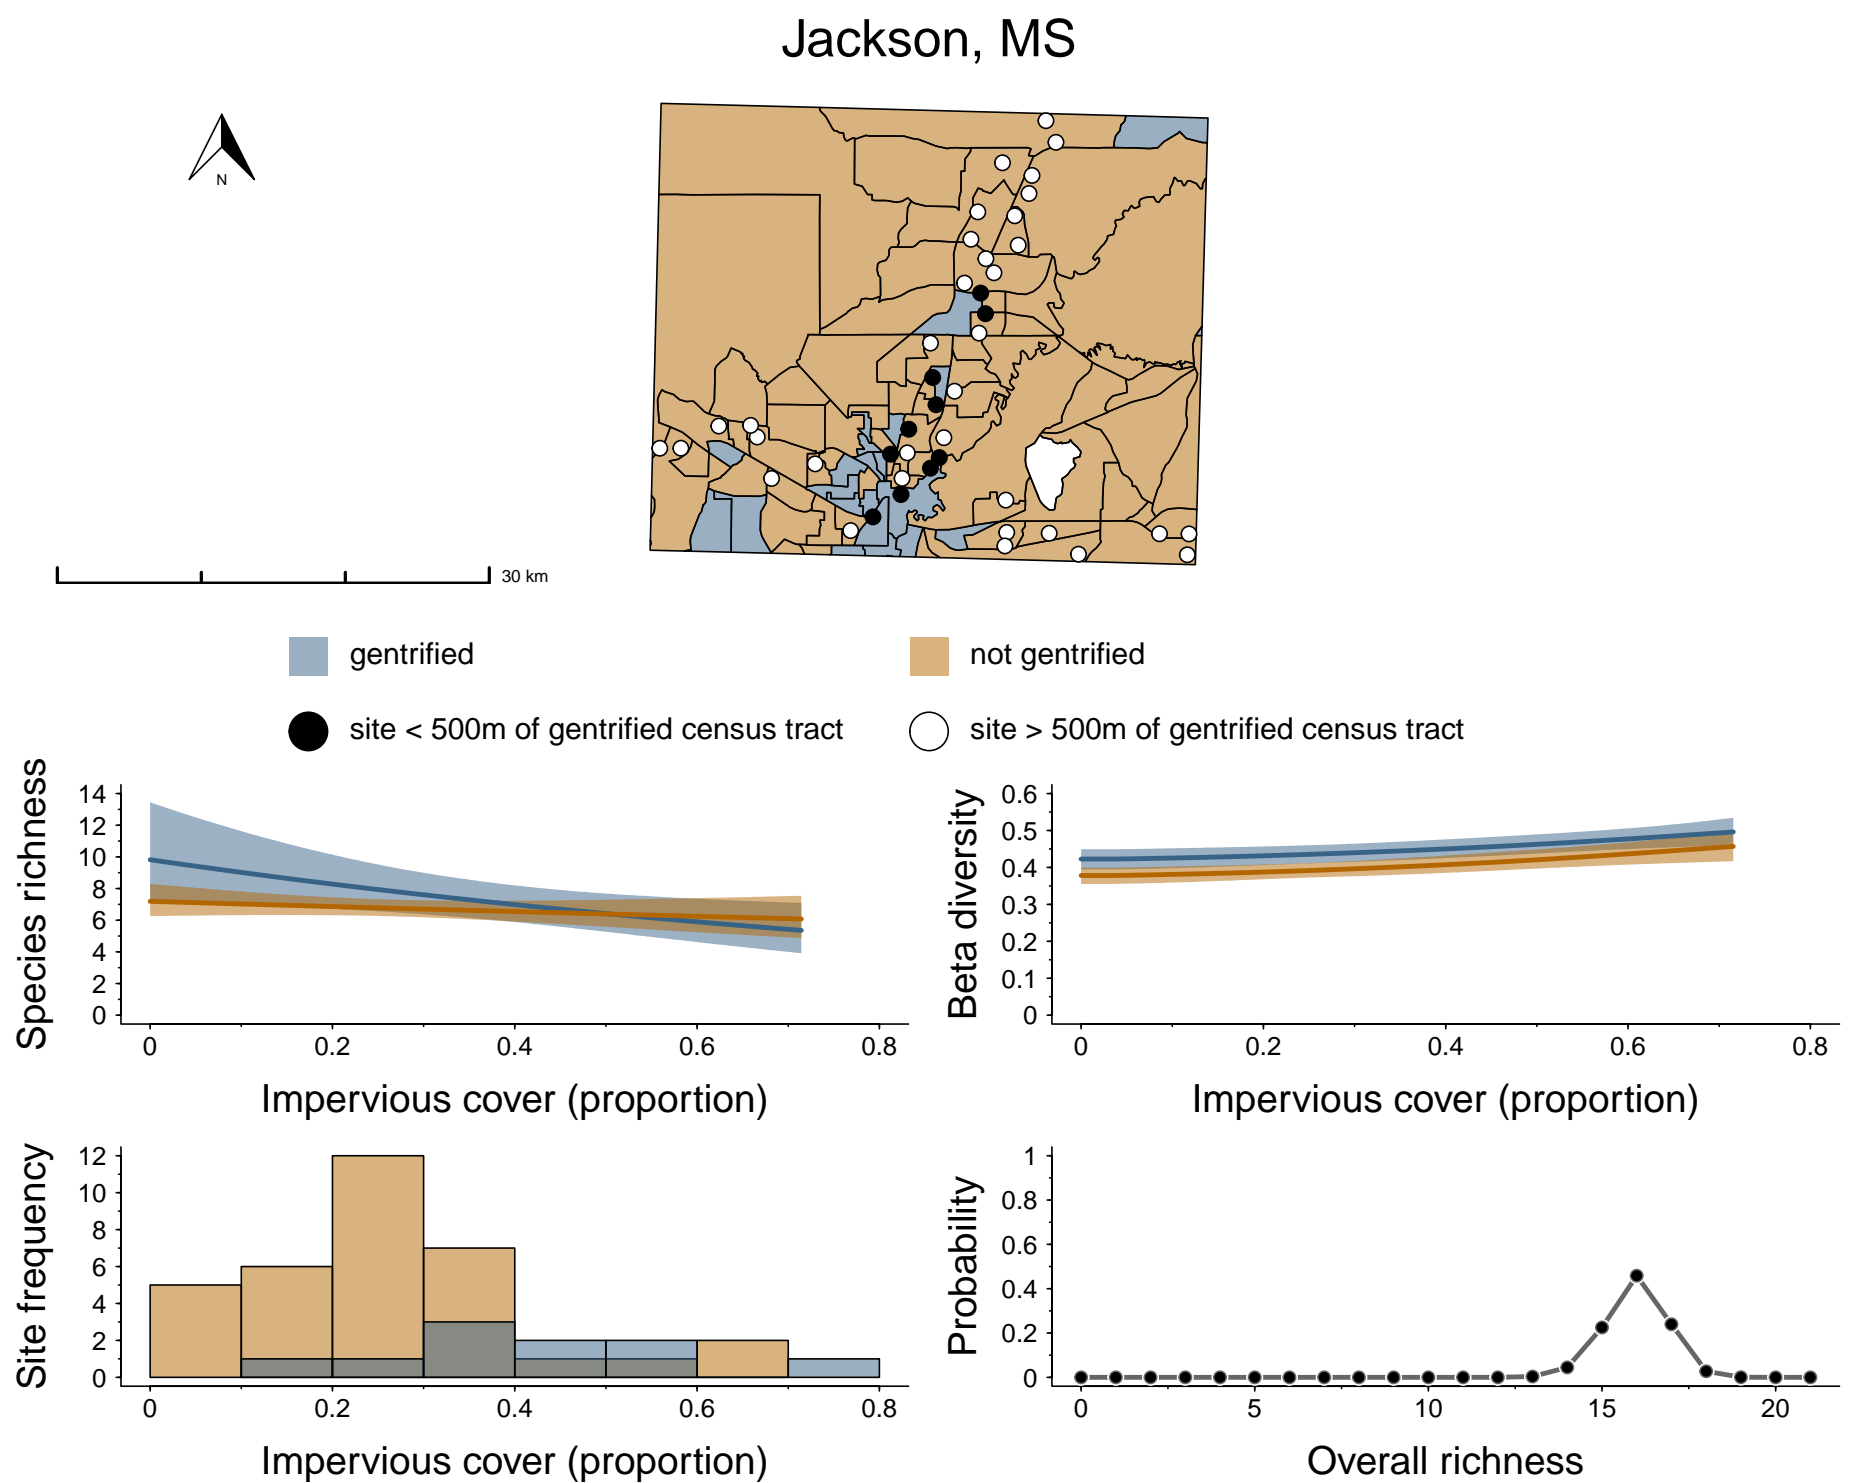 Jackson, MS
N
30 km
gentrified
not gentrified
site < 500m of gentrified census tract
site > 500m of gentrified census tract
Species richness
14
12
10
8
6
4
2
0
0 0.2 0.4 0.6 0.8
Impervious cover (proportion)
Beta diversity
0.6
0.5
0.4
0.3
0.2
0.1
0
0 0.2 0.4 0.6 0.8
Impervious cover (proportion)
Site frequency
12
10
8
6
4
2
0
0 0.2 0.4 0.6 0.8
Impervious cover (proportion)
Probability
1
0.8
0.6
0.4
0.2
0
0 5 10 15 20
Overall richness